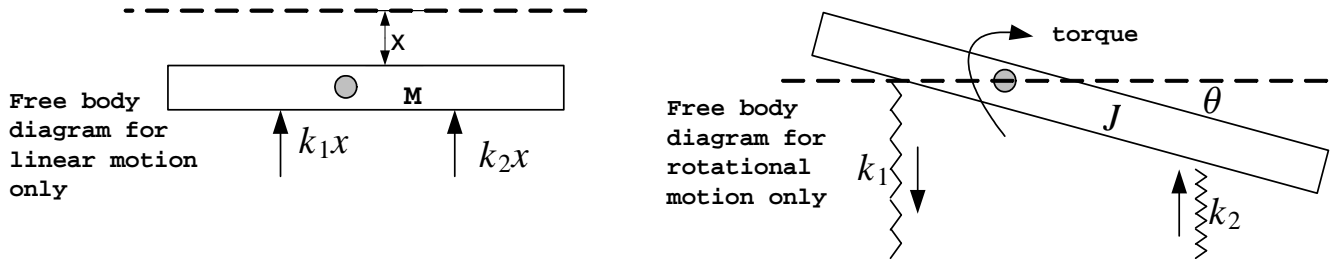 x
M
Free body
diagram for
linear motion
only
k₁x
k₂x
torque
θ
J
Free body
diagram for
rotational
motion only
k₁
k₂